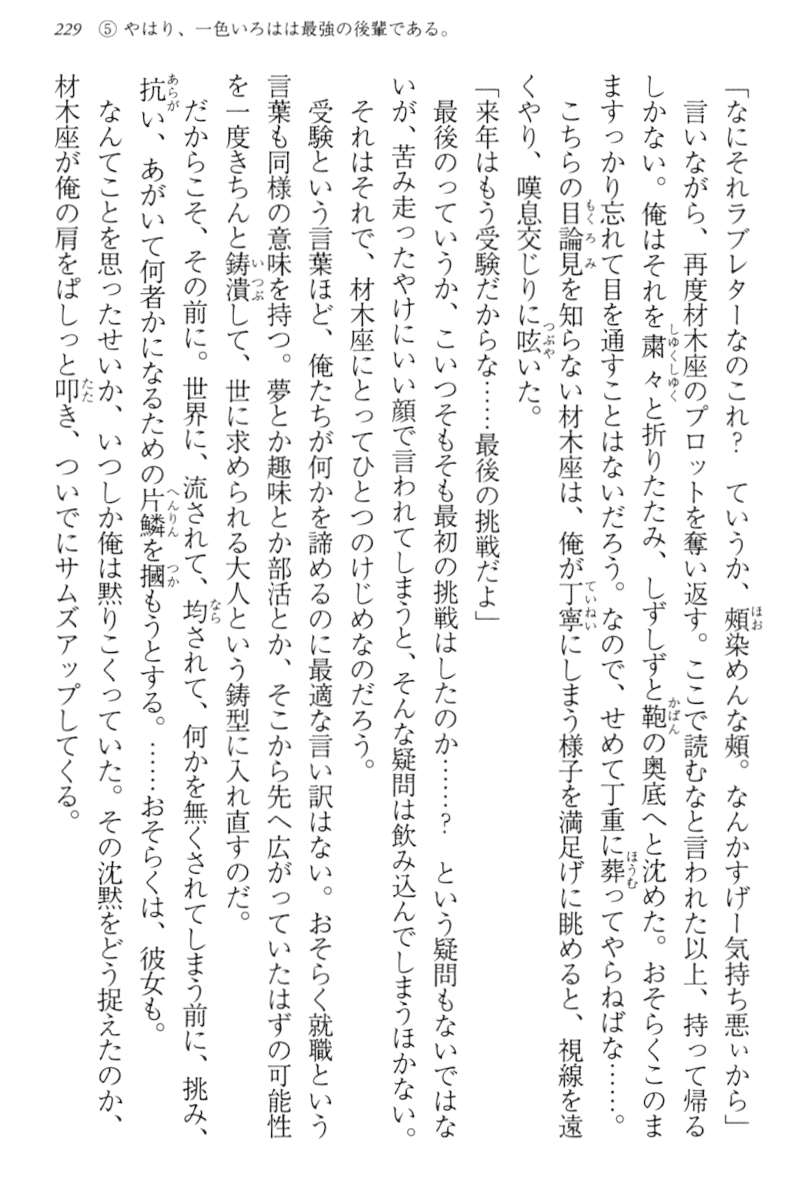 229 ⑤ やはり、一色いろはは最強の後輩である。
「なにそれラブレターなのこれ？　ていうか、頰染めんな頰。なんかすげー気持ち悪ぃから」
　言いながら、再度材木座のプロットを奪い返す。ここで読むなと言われた以上、持って帰る
しかない。俺はそれを粛々と折りたたみ、しずしずと鞄の奥底へと沈めた。おそらくこのま
ますっかり忘れて目を通すことはないだろう。なので、せめて丁重に葬ってやらねばな……。
　こちらの目論見を知らない材木座は、俺が丁寧にしまう様子を満足げに眺めると、視線を遠
くやり、嘆息交じりに呟いた。
「来年はもう受験だからな……最後の挑戦だよ」
　最後のっていうか、こいつそもそも最初の挑戦はしたのか……？　という疑問もないではな
いが、苦み走ったやけにいい顔で言われてしまうと、そんな疑問は飲み込んでしまうほかない。
　それはそれで、材木座にとってひとつのけじめなのだろう。
　受験という言葉ほど、俺たちが何かを諦めるのに最適な言い訳はない。おそらく就職という
言葉も同様の意味を持つ。夢とか趣味とか部活とか、そこから先へ広がっていたはずの可能性
を一度きちんと鋳潰して、世に求められる大人という鋳型に入れ直すのだ。
　だからこそ、その前に。世界に、流されて、均されて、何かを無くされてしまう前に、挑み、
抗い、あがいて何者かになるための片鱗を摑もうとする。……おそらくは、彼女も。
　なんてことを思ったせいか、いつしか俺は黙りこくっていた。その沈黙をどう捉えたのか、
材木座が俺の肩をぱしっと叩き、ついでにサムズアップしてくる。